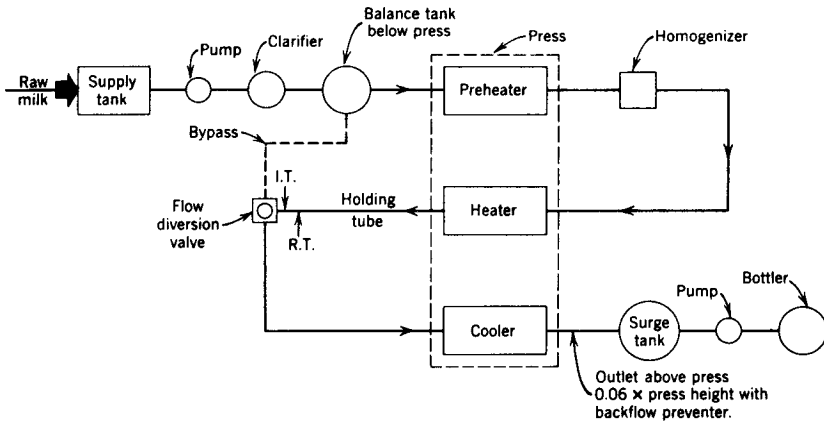 Raw
milk
Supply
tank
Pump
Clarifier
Balance tank
below press
Press
Preheater
Homogenizer
Bypass
I.T.
Flow
diversion
valve
R.T.
Holding
tube
Heater
Cooler
Surge
tank
Pump
Bottler
Outlet above press
0.06 × press height with
backflow preventer.